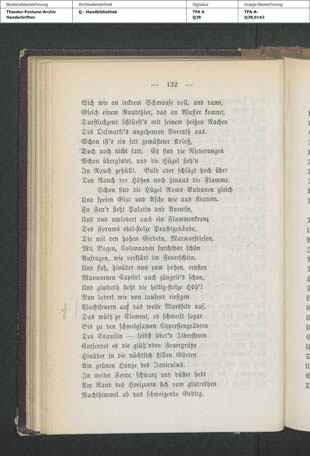 Bestandsbezeichnung Archivaleneinheit Signatur Image-Bezeichnung
Theodor-Fontane-Archiv Q - Handbibliothek TFA A TFA-A-
Handschriften Q38 Q38,0143
— 132 —
Sich wie an leckrem Schmause voll, und dann,
Gleich einem Raubthier, das an Wasser kommt,
Durstlechzend schlürft's mit seinem heißen Rachen
Des Oelmarkt's ungeheuren Vorrath aus.
Schon ist's ein fett gemästeter Koloß,
Doch noch nicht satt. Es sind die Niederungen
Schon überglutet, und die Hügel steh'n
In Rauch gehüllt. Bald aber schlägt hoch über
Den Rauch der Höhen noch hinaus die Flamme.
Schon sind die Hügel Roms Vulcanen gleich
Und speien Glut und Asche wie aus Kratern.
In Feu'r steht Palatin und Aventin,
Und nun umlodert auch ein Flammenkranz
Des Forums edel-stolze Prachtgebäude,
Die mit den hohen Giebeln, Marmorfriesen,
Mit Bogen, Colonnaden furchtbar schön
Aufragen, wie verklärt im Feuerschein.
Und sieh, hinüber nun zum hohen, ernsten
Marmornen Capitol auch züngelt's schon,
Und glutroth steht die heilig-stolze Höh'!
Nun lodert wie von tausend riesigen
Wachtfeuern auf das weite Marsfeld auf.
Das wüth'ge Element, es schweift sogar
Bis zu den schweigsamen Cypressengräbern
Des Esquilin — selbst über'n Tiberstrom
Entsendet es die glüh'nden Feuergrüße
Hinüber in die nächtlich stillen Gärten
Am grünen Hange des Janiculus.
In weiter Ferne, schwarz und düster hebt
Am Rand des Horizonts sich vom glutrothen
Nachthimmel ab das schweigende Gebirg.